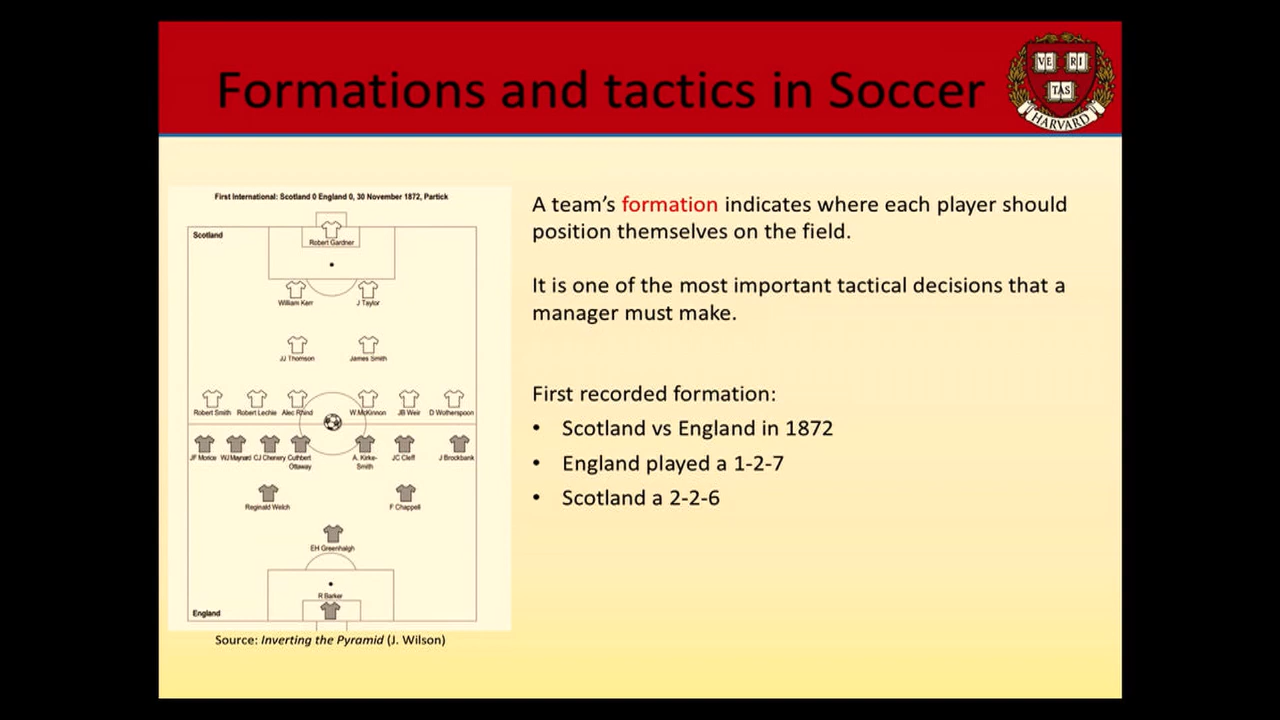 Formations and tactics in Soccer
VE RI
TAS
HARVARD
First International: Scotland 0 England 0, 30 November 1872, Partick
Scotland
Robert Gardner
William Kerr J Taylor
JJ Thomson James Smith
Robert Smith Robert Leckie Alec Rhind W.McKinnon JB Weir D Wotherspoon
JF Morice WJ Maynard CJ Chenery Cuthbert Ottaway A. Kirke-Smith JC Cleff J Brockbank
Reginald Welch F Chappell
EH Greenhalgh
R Barker
England
Source: Inverting the Pyramid (J. Wilson)
A team's formation indicates where each player should
position themselves on the field.
It is one of the most important tactical decisions that a
manager must make.
First recorded formation:
• Scotland vs England in 1872
• England played a 1-2-7
• Scotland a 2-2-6